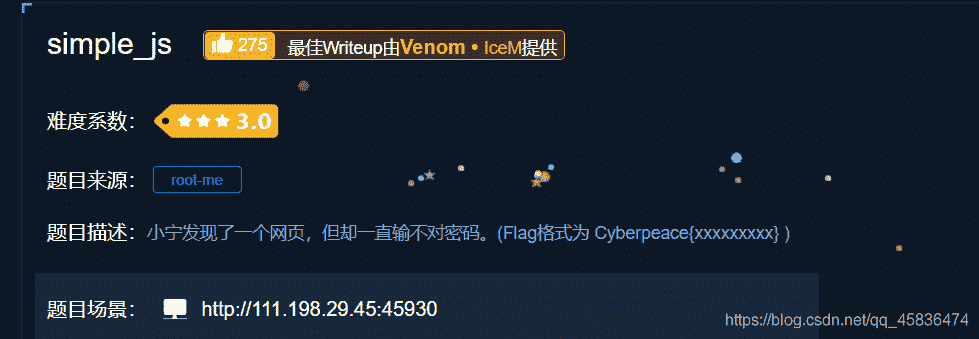 simple_js 275 最佳Writeup由Venom • IceM提供
难度系数： 3.0
题目来源： root-me
题目描述：小宁发现了一个网页，但却一直输不对密码。(Flag格式为 Cyberpeace{xxxxxxxxx} )
题目场景： http://111.198.29.45:45930
https://blog.csdn.net/qq_45836474